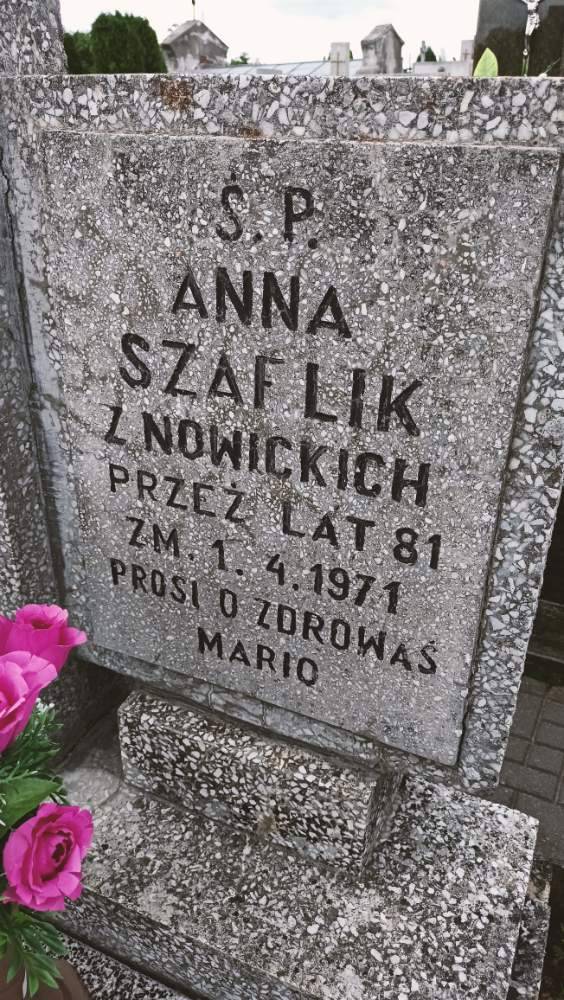 Ś. P.
ANNA
SZAFLIK
Z NOWICKICH
PRZEŻ. LAT 81
ZM. 1. 4.1971
PROSI O ZDROWAŚ
MARIO